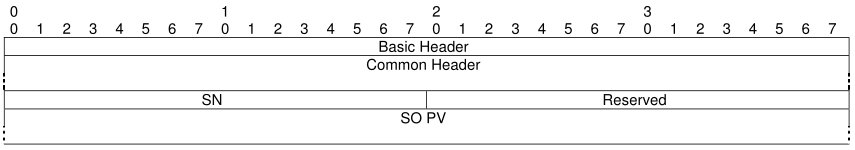 0 1 2 3
0 1 2 3 4 5 6 7 0 1 2 3 4 5 6 7 0 1 2 3 4 5 6 7 0 1 2 3 4 5 6 7
Basic Header
Common Header
SN Reserved
SO PV